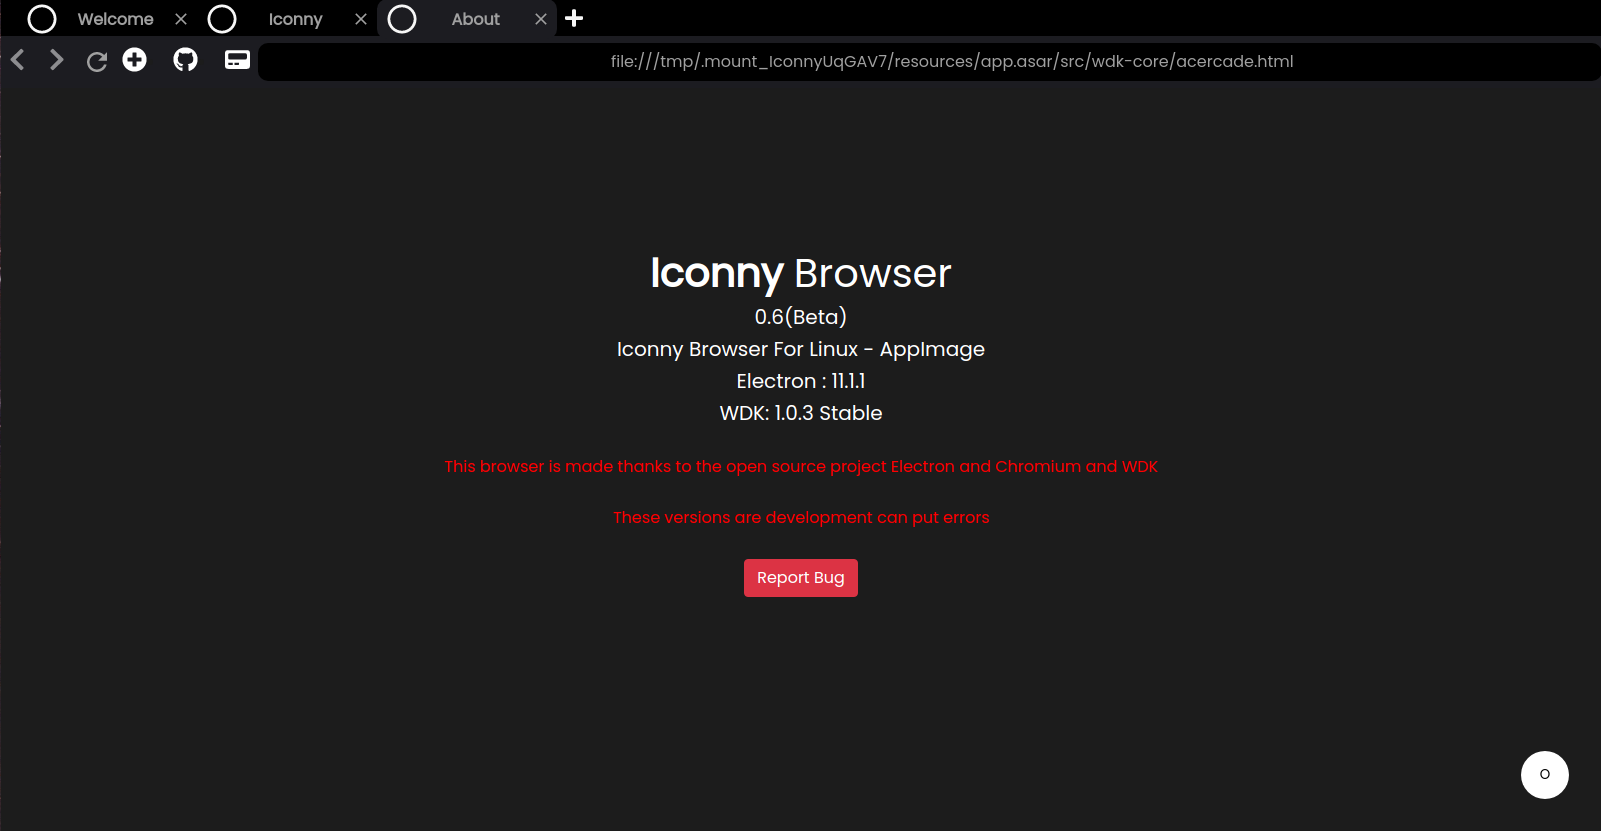 Welcome
Iconny
About
file:///tmp/.mount_IconnyUqGAV7/resources/app.asar/src/wdk-core/acercade.html
Iconny Browser
0.6(Beta)
Iconny Browser For Linux - AppImage
Electron : 11.1.1
WDK: 1.0.3 Stable
This browser is made thanks to the open source project Electron and Chromium and WDK
These versions are development can put errors
Report Bug
O